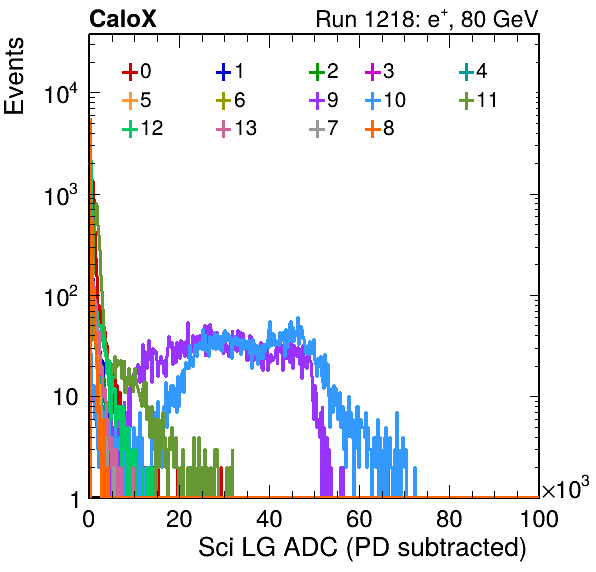 CaloX Run 1218: e⁺, 80 GeV
Events
0 1 2 3 4
5 6 9 10 11
12 13 7 8
10⁴
10³
10²
10
1
0 20 40 60 80 100
×10³
Sci LG ADC (PD subtracted)